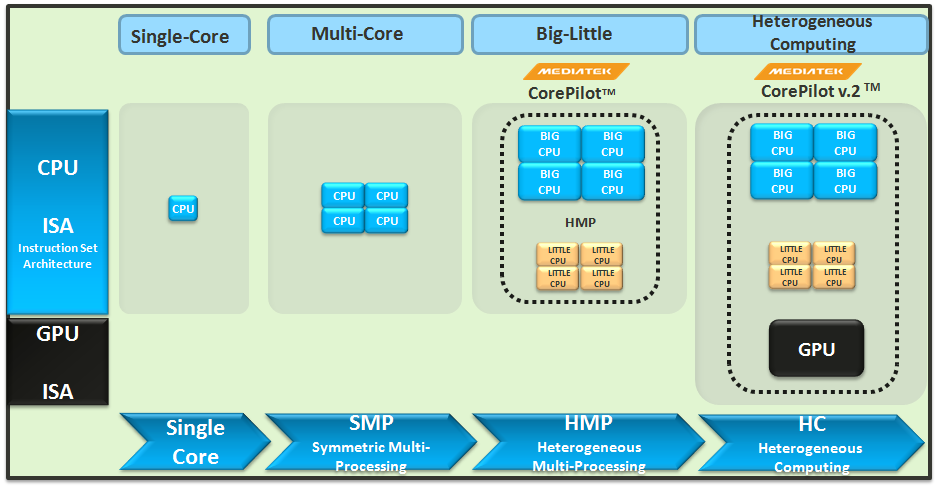 Single-Core
Multi-Core
Big-Little
Heterogeneous
Computing
MEDIATEK
CorePilot™
MEDIATEK
CorePilot v.2 ™
CPU
ISA
Instruction Set
Architecture
CPU
CPU CPU
CPU CPU
BIG
CPU
BIG
CPU
BIG
CPU
BIG
CPU
HMP
LITTLE
CPU
LITTLE
CPU
LITTLE
CPU
LITTLE
CPU
BIG
CPU
BIG
CPU
BIG
CPU
BIG
CPU
LITTLE
CPU
LITTLE
CPU
LITTLE
CPU
LITTLE
CPU
GPU
ISA
GPU
Single
Core
SMP
Symmetric Multi-
Processing
HMP
Heterogeneous
Multi-Processing
HC
Heterogeneous
Computing